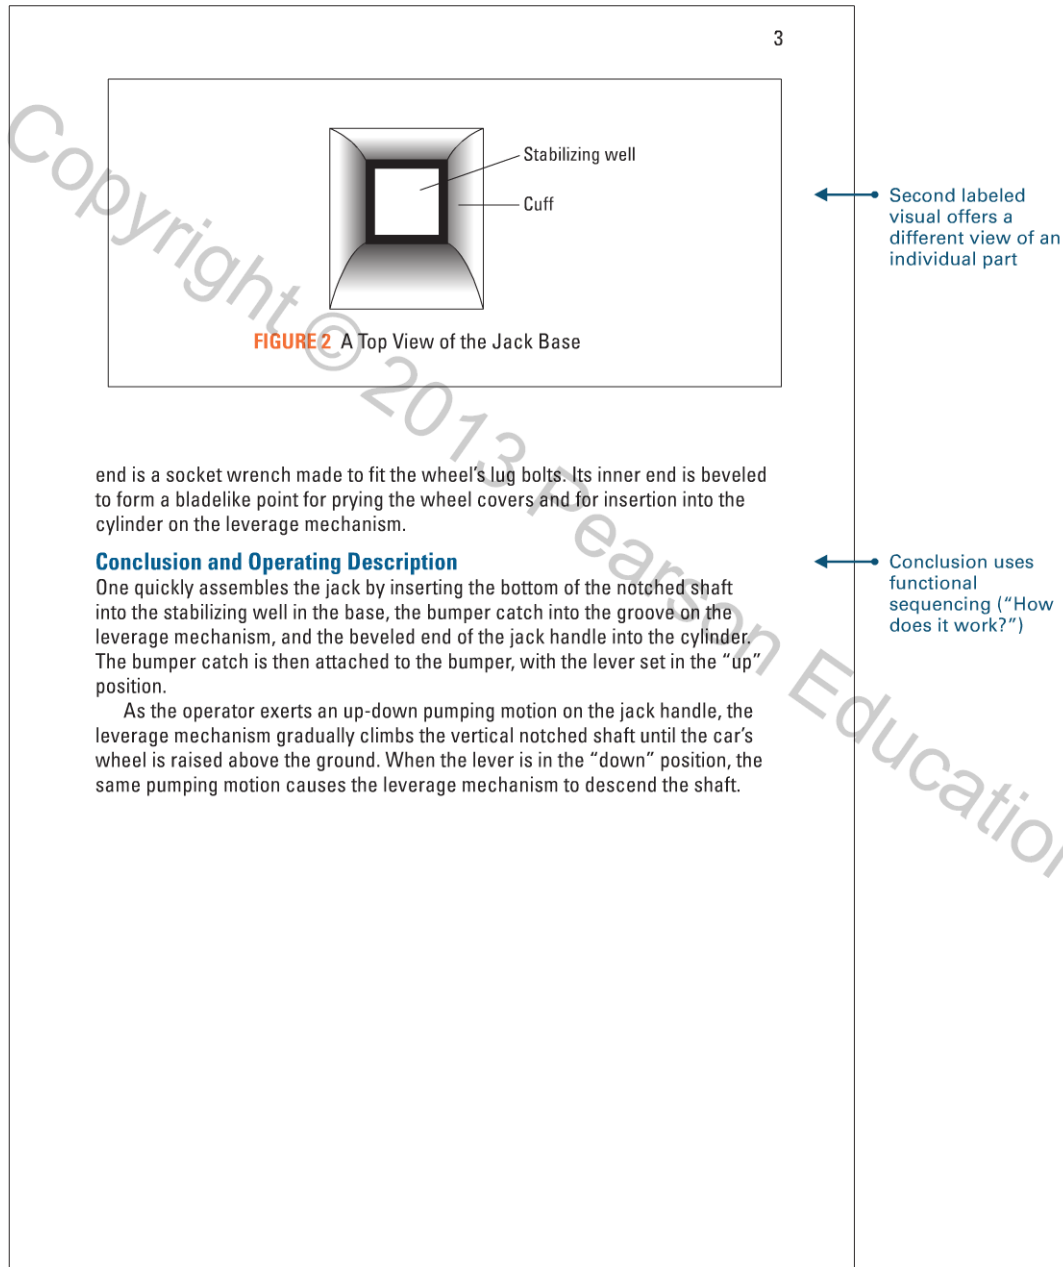 3
Stabilizing well
Cuff
FIGURE 2 A Top View of the Jack Base
Second labeled
visual offers a
different view of an
individual part
end is a socket wrench made to fit the wheel's lug bolts. Its inner end is beveled
to form a bladelike point for prying the wheel covers and for insertion into the
cylinder on the leverage mechanism.
Conclusion and Operating Description
One quickly assembles the jack by inserting the bottom of the notched shaft
into the stabilizing well in the base, the bumper catch into the groove on the
leverage mechanism, and the beveled end of the jack handle into the cylinder.
The bumper catch is then attached to the bumper, with the lever set in the “up”
position.
As the operator exerts an up-down pumping motion on the jack handle, the
leverage mechanism gradually climbs the vertical notched shaft until the car's
wheel is raised above the ground. When the lever is in the “down” position, the
same pumping motion causes the leverage mechanism to descend the shaft.
Conclusion uses
functional
sequencing (“How
does it work?”)
Copyright © 2013 Pearson Education